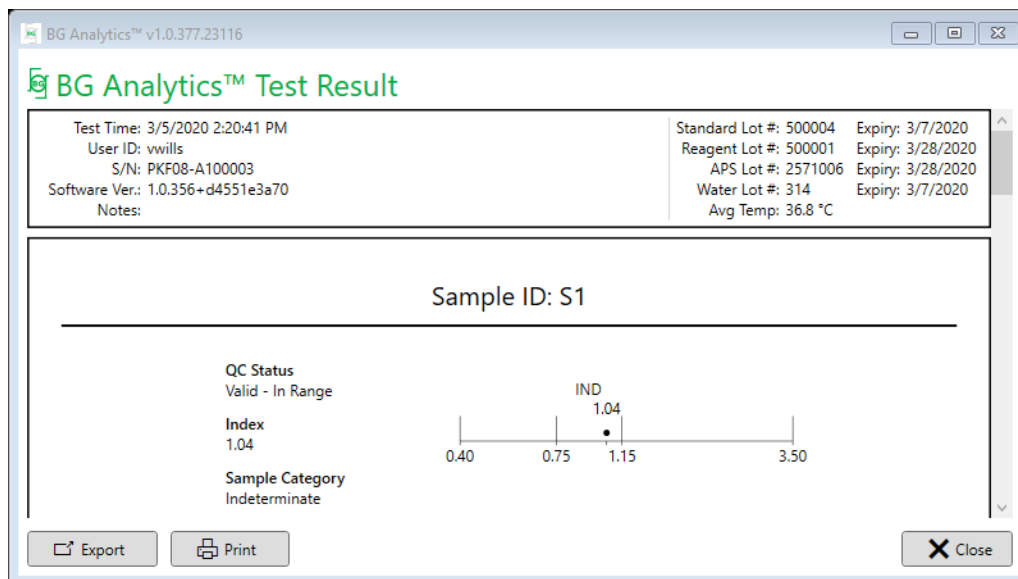 BG Analytics™ v1.0.377.23116
BG Analytics™ Test Result
Test Time: 3/5/2020 2:20:41 PM
User ID: vwills
S/N: PKF08-A100003
Software Ver.: 1.0.356+d4551e3a70
Notes:
Standard Lot #: 500004 Expiry: 3/7/2020
Reagent Lot #: 500001 Expiry: 3/28/2020
APS Lot #: 2571006 Expiry: 3/28/2020
Water Lot #: 314 Expiry: 3/7/2020
Avg Temp: 36.8 °C
Sample ID: S1
QC Status
Valid - In Range
Index
1.04
Sample Category
Indeterminate
IND
1.04
0.40 0.75 1.15 3.50
Export Print Close